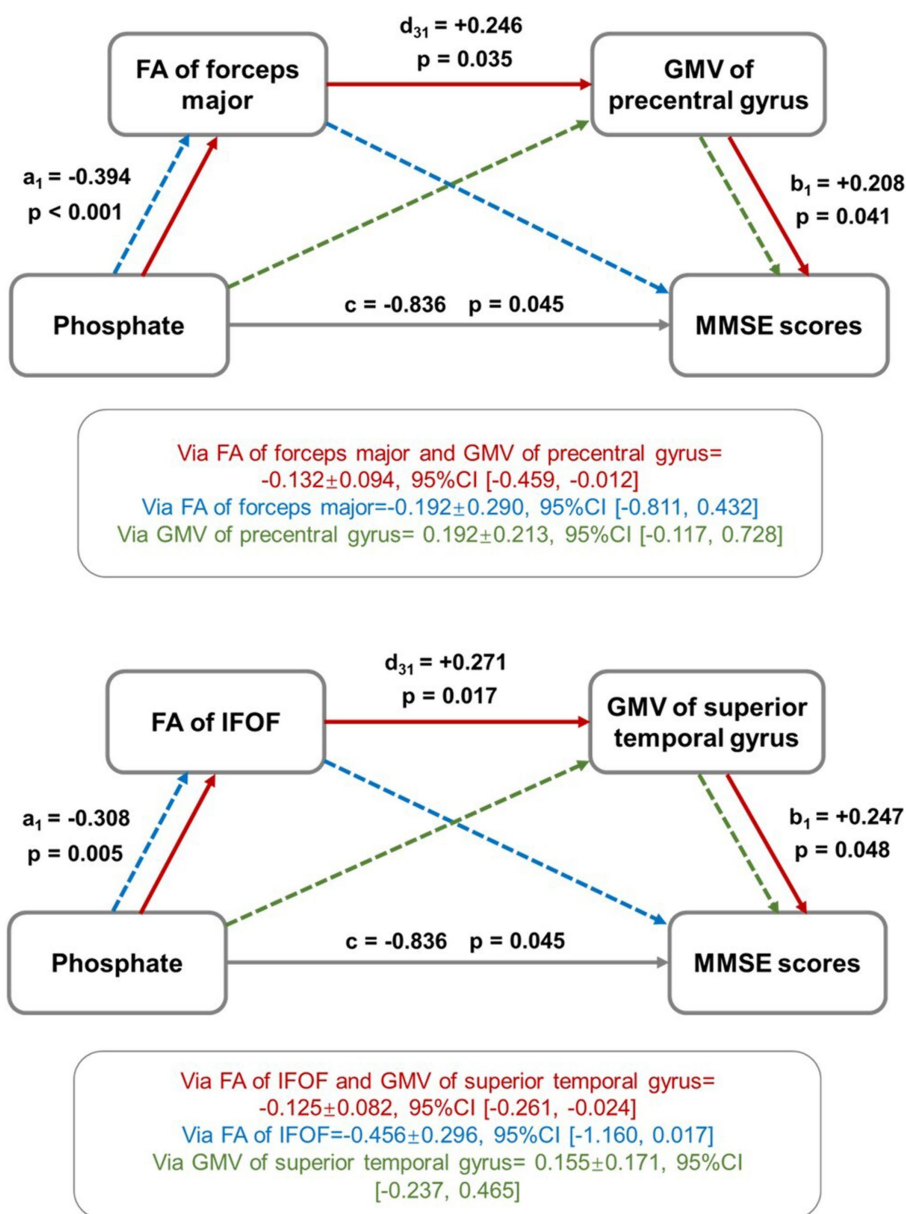 d31 = +0.246
p = 0.035
FA of forceps
major
GMV of
precentral gyrus
a1 = -0.394
p < 0.001
b1 = +0.208
p = 0.041
Phosphate
c = -0.836 p = 0.045
MMSE scores
Via FA of forceps major and GMV of precentral gyrus=
-0.132±0.094, 95%CI [-0.459, -0.012]
Via FA of forceps major=-0.192±0.290, 95%CI [-0.811, 0.432]
Via GMV of precentral gyrus= 0.192±0.213, 95%CI [-0.117, 0.728]
d31 = +0.271
p = 0.017
FA of IFOF
GMV of superior
temporal gyrus
a1 = -0.308
p = 0.005
b1 = +0.247
p = 0.048
Phosphate
c = -0.836 p = 0.045
MMSE scores
Via FA of IFOF and GMV of superior temporal gyrus=
-0.125±0.082, 95%CI [-0.261, -0.024]
Via FA of IFOF=-0.456±0.296, 95%CI [-1.160, 0.017]
Via GMV of superior temporal gyrus= 0.155±0.171, 95%CI
[-0.237, 0.465]